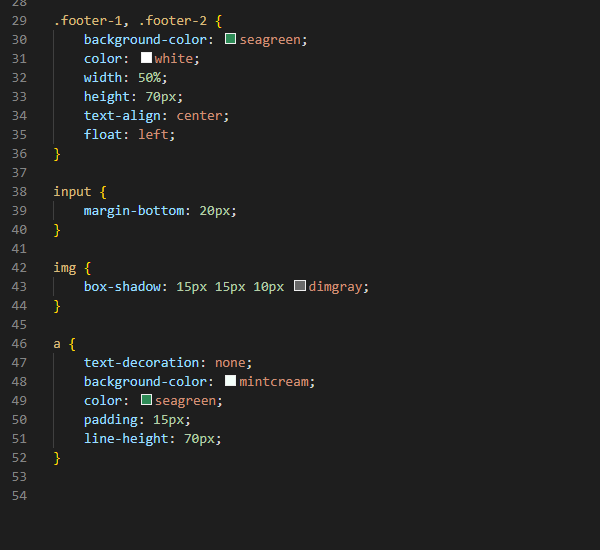 28
29 .footer-1, .footer-2 {
30     background-color: seagreen;
31     color: white;
32     width: 50%;
33     height: 70px;
34     text-align: center;
35     float: left;
36 }
37
38 input {
39     margin-bottom: 20px;
40 }
41
42 img {
43     box-shadow: 15px 15px 10px dimgray;
44 }
45
46 a {
47     text-decoration: none;
48     background-color: mintcream;
49     color: seagreen;
50     padding: 15px;
51     line-height: 70px;
52 }
53
54